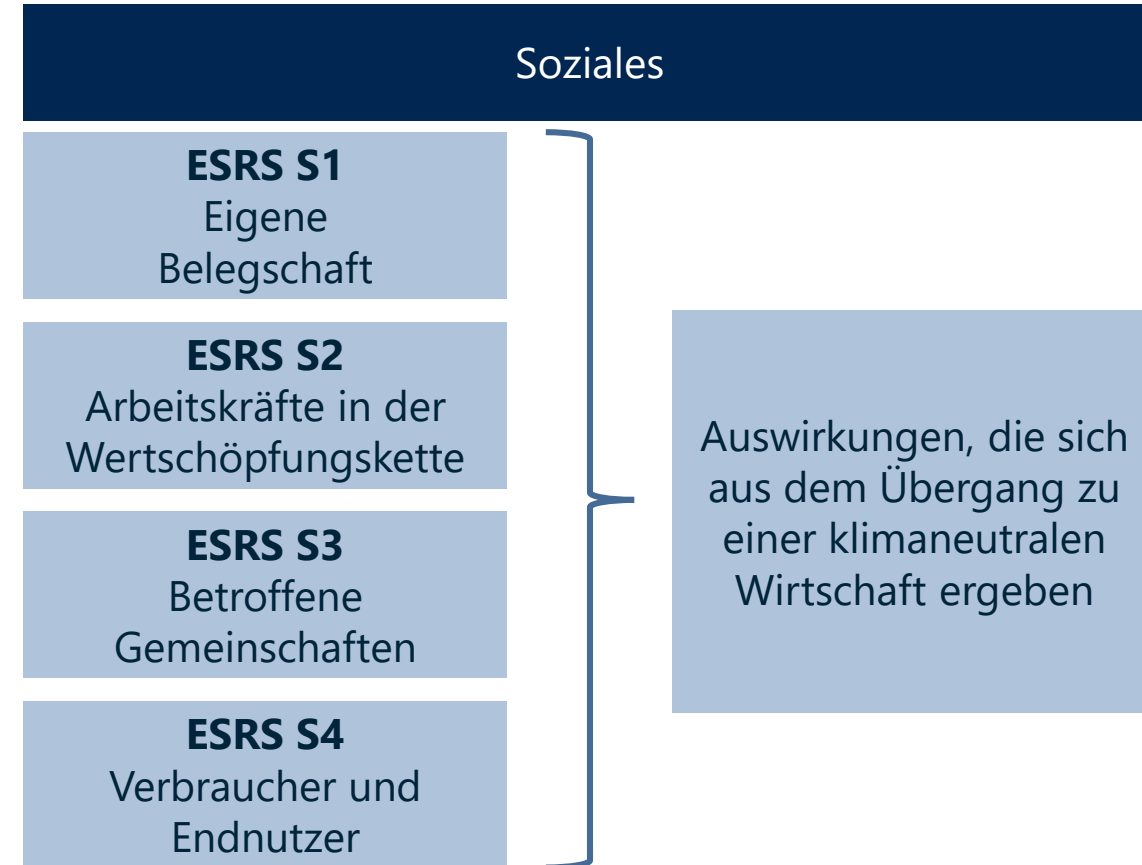 Soziales
ESRS S1
Eigene
Belegschaft
ESRS S2
Arbeitskräfte in der
Wertschöpfungskette
ESRS S3
Betroffene
Gemeinschaften
ESRS S4
Verbraucher und
Endnutzer
Auswirkungen, die sich
aus dem Übergang zu
einer klimaneutralen
Wirtschaft ergeben